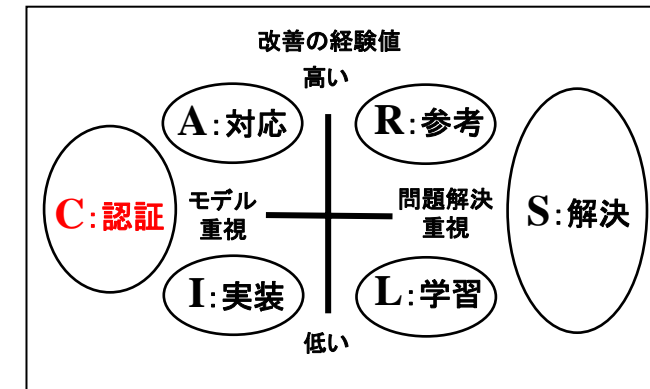 改善の経験値
高い
A:対応
R:参考
C:認証
モデル
重視
問題解決
重視
S:解決
I:実装
L:学習
低い